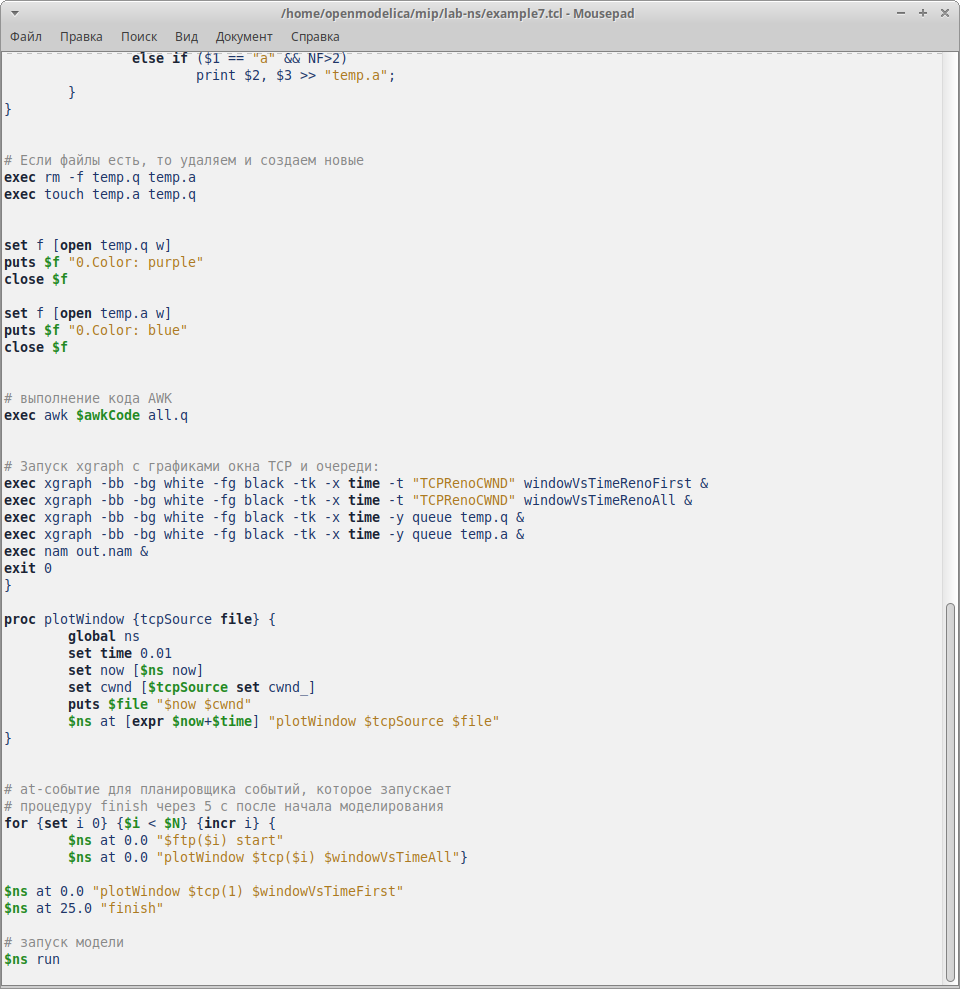 /home/openmodelica/mip/lab-ns/example7.tcl - Mousepad
Файл Правка Поиск Вид Документ Справка
else if ($1 == "a" && NF>2)
print $2, $3 >> "temp.a";
}
}
# Если файлы есть, то удаляем и создаем новые
exec rm -f temp.q temp.a
exec touch temp.a temp.q
set f [open temp.q w]
puts $f "0.Color: purple"
close $f
set f [open temp.a w]
puts $f "0.Color: blue"
close $f
# выполнение кода AWK
exec awk $awkCode all.q
# Запуск xgraph с графиками окна TCP и очереди:
exec xgraph -bb -bg white -fg black -tk -x time -t "TCPRenoCWND" windowVsTimeRenoFirst &
exec xgraph -bb -bg white -fg black -tk -x time -t "TCPRenoCWND" windowVsTimeRenoAll &
exec xgraph -bb -bg white -fg black -tk -x time -y queue temp.q &
exec xgraph -bb -bg white -fg black -tk -x time -y queue temp.a &
exec nam out.nam &
exit 0
}
proc plotWindow {tcpSource file} {
global ns
set time 0.01
set now [$ns now]
set cwnd [$tcpSource set cwnd_]
puts $file "$now $cwnd"
$ns at [expr $now+$time] "plotWindow $tcpSource $file"
}
# at-событие для планировщика событий, которое запускает
# процедуру finish через 5 с после начала моделирования
for {set i 0} {$i < $N} {incr i} {
$ns at 0.0 "$ftp($i) start"
$ns at 0.0 "plotWindow $tcp($i) $windowVsTimeAll"}
$ns at 0.0 "plotWindow $tcp(1) $windowVsTimeFirst"
$ns at 25.0 "finish"
# запуск модели
$ns run